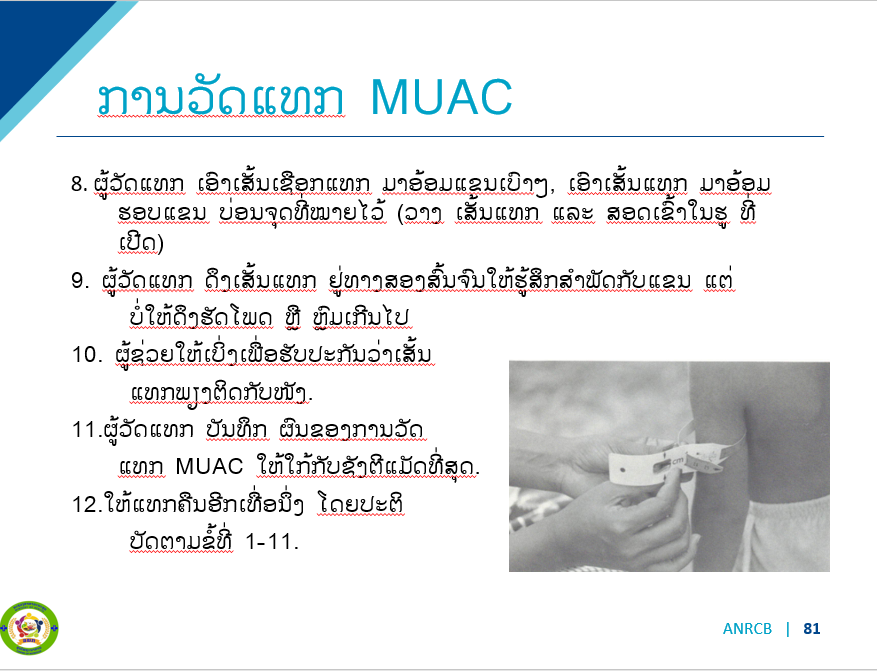 ການວັດແທກ MUAC
8. ຜູ້ວັດແທກ ເອົາເສັ້ນເຊືອກແທກ ມາອ້ອມແຂນເບົາໆ, ເອົາເສັ້ນແທກ ມາອ້ອມ
ຮອບແຂນ ບ່ອນຈຸດທີ່ໝາຍໄວ້ (ວາງ ເສັ້ນແທກ ແລະ ສອດເຂົ້າໃນຮູ ທີ່
ເປີດ)
9. ຜູ້ວັດແທກ ດຶງເສັ້ນແທກ ຢູ່ທາງສອງສົ້ນຈົນໃຫ້ຮູ້ສຶກສຳພັດກັບແຂນ ແຕ່
ບໍ່ໃຫ້ດຶງຮັດໂພດ ຫຼື ຫຼົມເກີນໄປ
10. ຜູ້ຊ່ວຍໃຫ້ເບິ່ງເພື່ອຮັບປະກັນວ່າເສັ້ນ
ແທກພຽງຕິດກັບໜັງ.
11.ຜູ້ວັດແທກ ບັນທຶກ ຜົນຂອງການວັດ
ແທກ MUAC ໃຫ້ໃກ້ກັບຊັງຕີແມັດທີ່ສຸດ.
12.ໃຫ້ແທກຄືນອີກເທື່ອນຶ່ງ ໂດຍປະຕິ
ບັດຕາມຂໍ້ທີ່ 1-11.
cm
ANRCB | 81